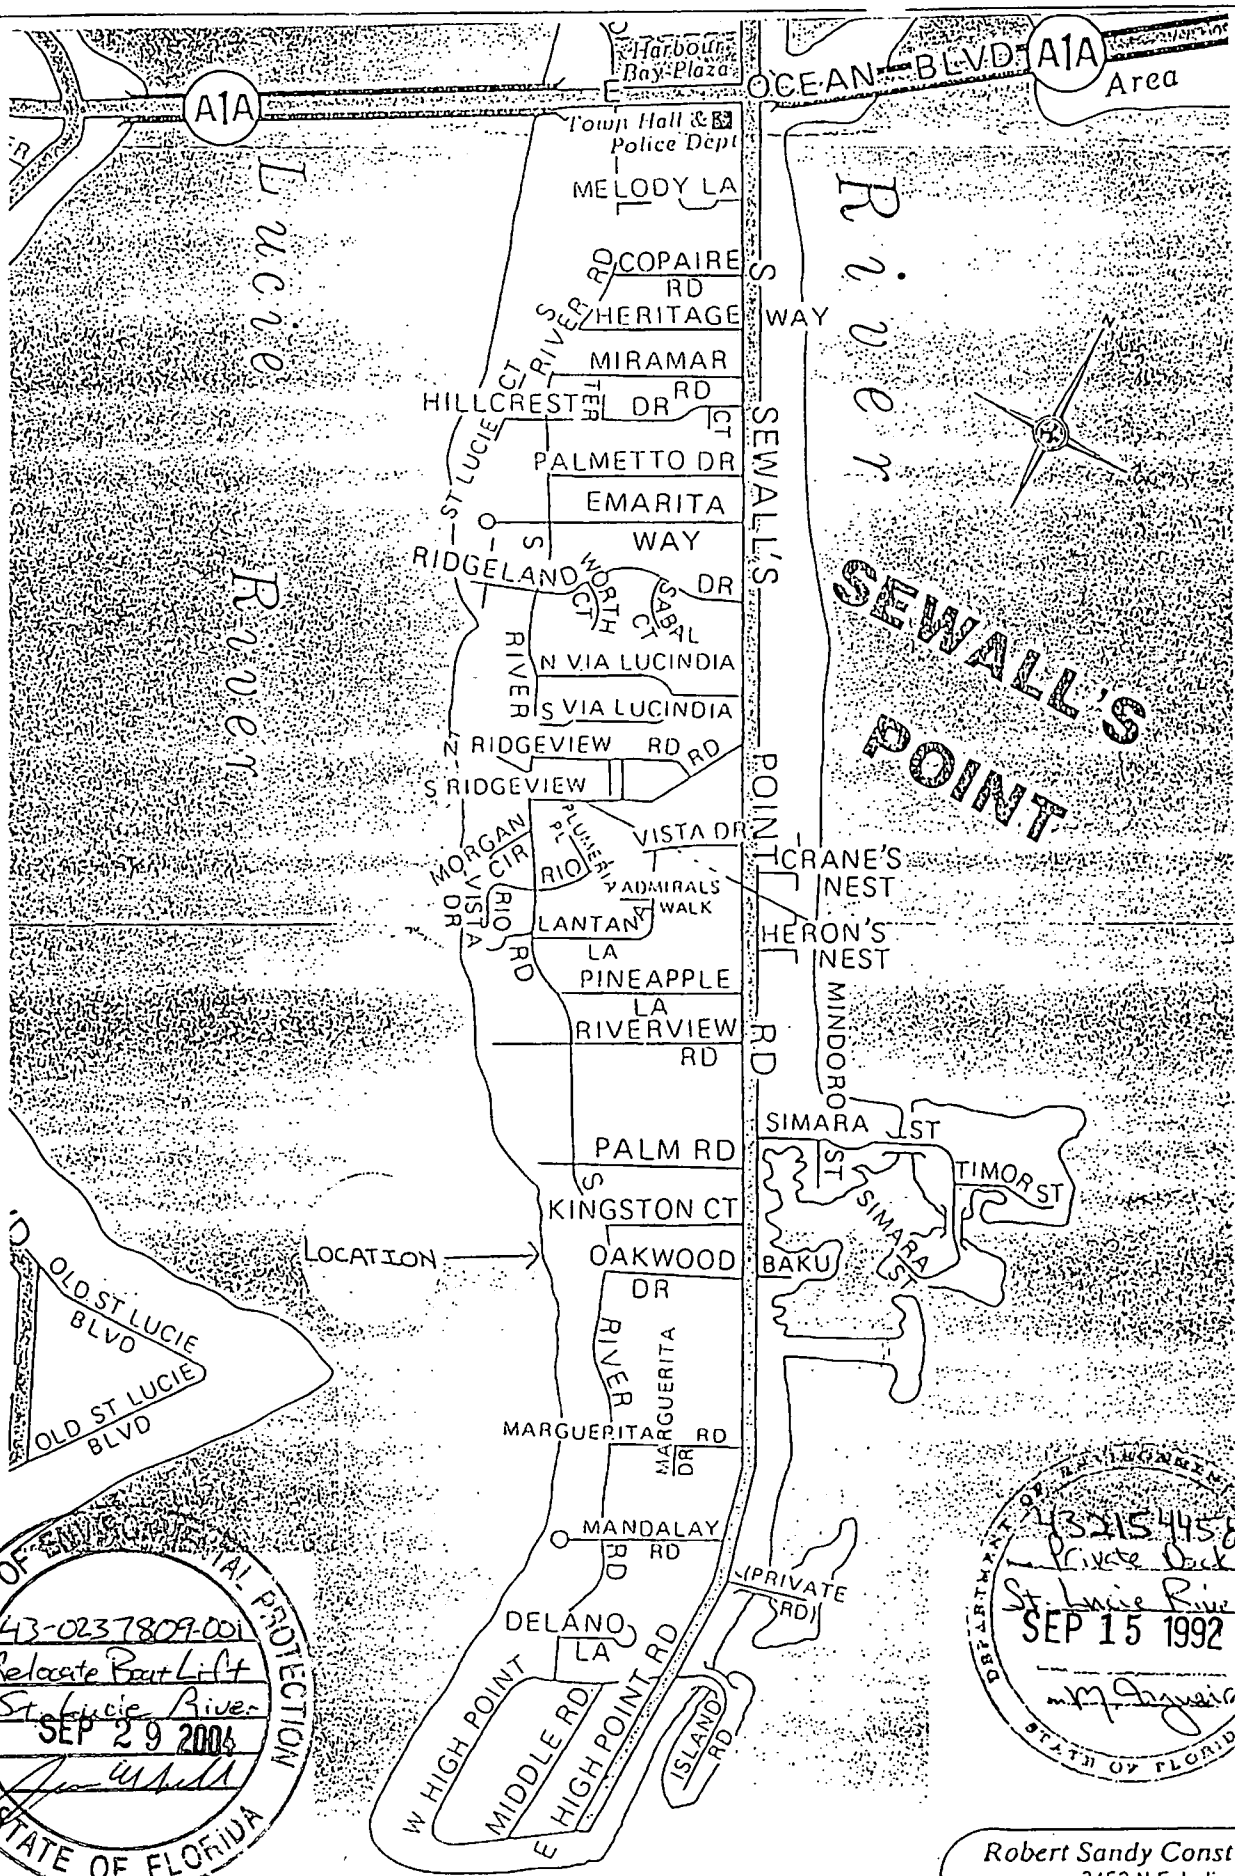 Harbour
Bay Plaza
A1A
E OCEAN BLVD
A1A
Area
Town Hall &
Police Dept
MELODY LA
Lucie
River
River
S
SEWALL'S
POINT
RD
S RIVER RD
COPAIRE
RD
HERITAGE WAY
MIRAMAR
RD
TER
HILLCREST DR
CT
ST LUCIE CT
PALMETTO DR
EMARITA
WAY
N
SEWALL'S
POINT
S
RIVER
RIDGELAND DR
WORTH
CT
SABAL
CT
N VIA LUCINDIA
S VIA LUCINDIA
N RIDGEVIEW RD
S RIDGEVIEW RD
PLUMERIA
PL
VISTA DR
MORGAN
CIR
RIO
VISTA
DR
RIO
RD
ADMIRALS
WALK
CRANE'S
NEST
LANTANA
LA
HERON'S
NEST
PINEAPPLE
LA
RIVERVIEW
RD
MINDORO
ST
SIMARA ST
PALM RD
TIMOR ST
S
SIMARA
ST
KINGSTON CT
LOCATION
OAKWOOD
DR
BAKU
OLD ST LUCIE
BLVD
OLD ST LUCIE
BLVD
RIVER
RD
MARGUERITA
DR
MARGUERITA RD
MANDALAY
RD
(PRIVATE
RD)
DELANO
LA
W HIGH POINT
MIDDLE RD
E HIGH POINT RD
ISLAND
RD
OF ENVIRONMENTAL PROTECTION
43-0237809-001
Relocate Boat Lift
St. Lucie River
SEP 29 2004
STATE OF FLORIDA
DEPARTMENT OF ENVIRONMEN
432154458
Private Dock
St. Lucie River
SEP 15 1992
STATE OF FLORID
Robert Sandy Const